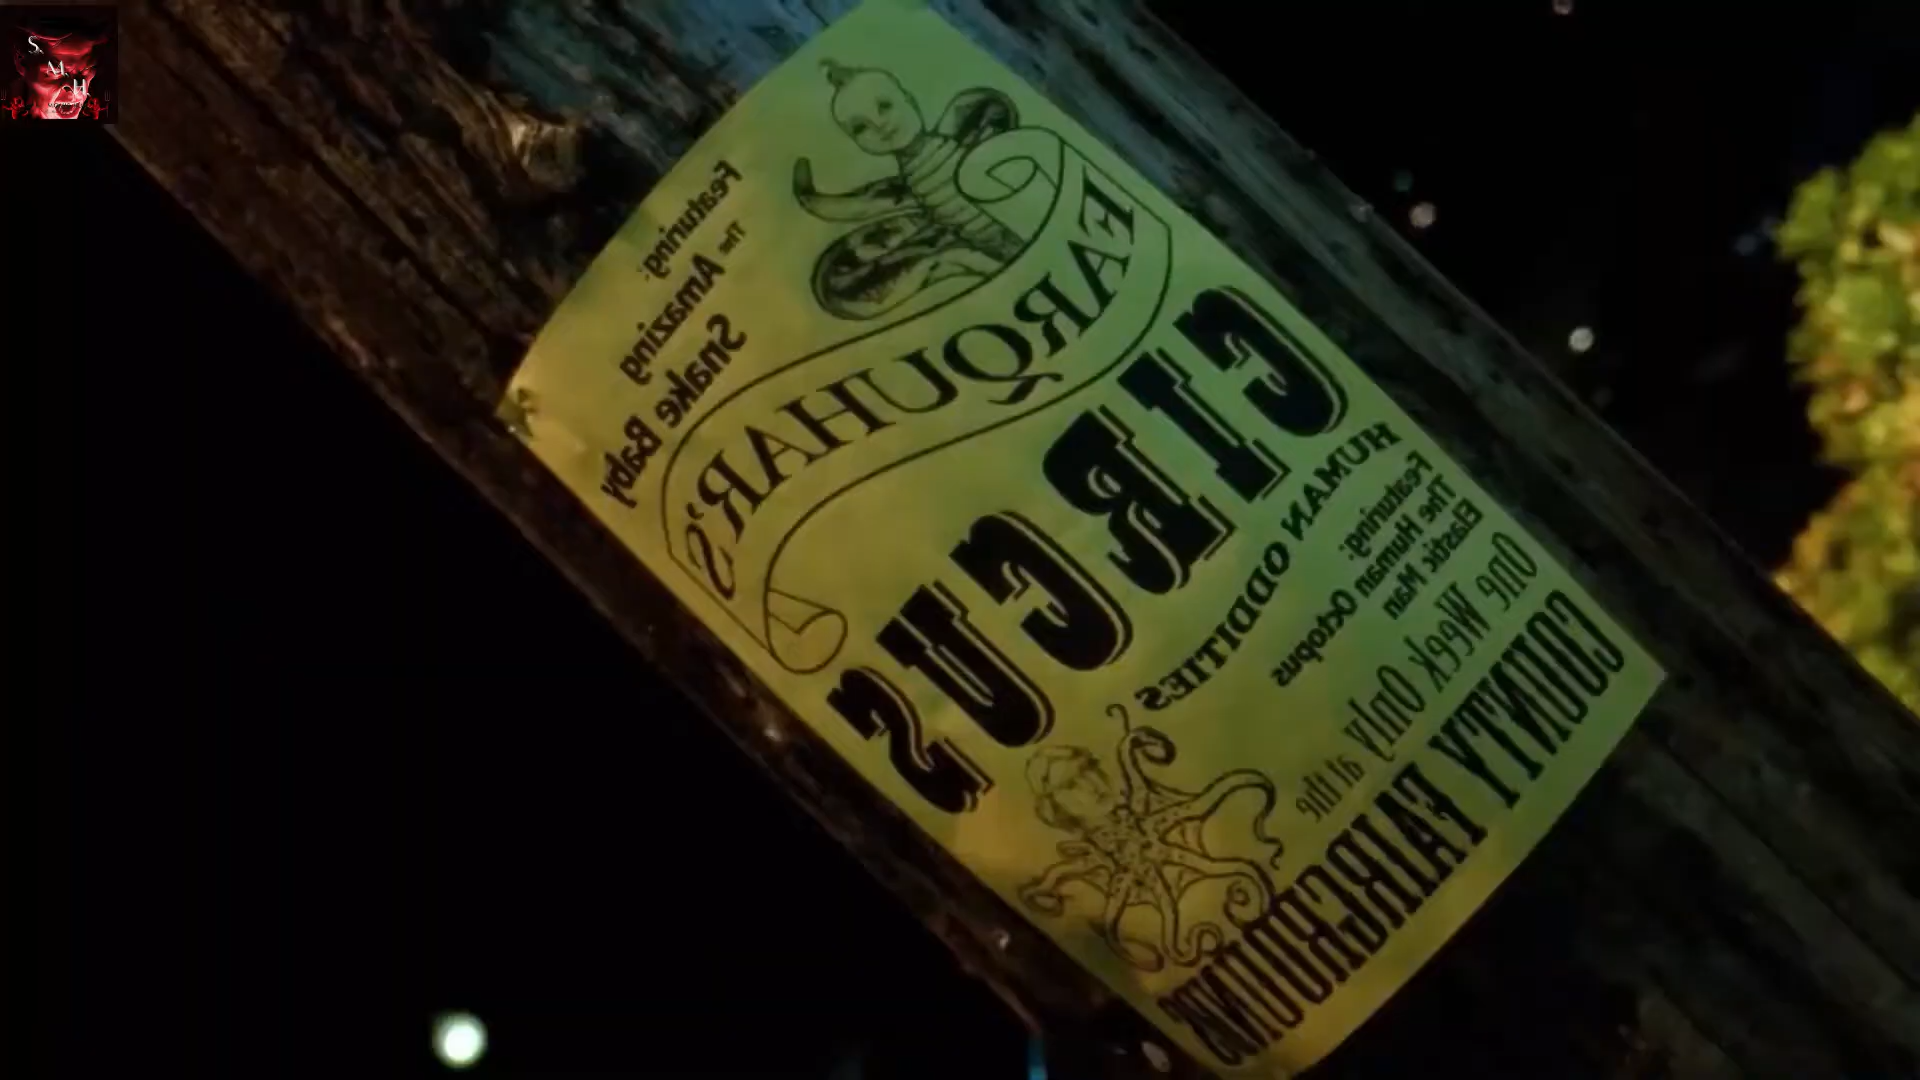 S.
M.
H.
Featuring:
The Amazing
Snake Baby
FARQUHAR'S
CIRCUS
HUMAN ODDITIES
Featuring:
The Human Octopus
Elastic Man
One Week Only at the
COUNTY FAIRGROUNDS